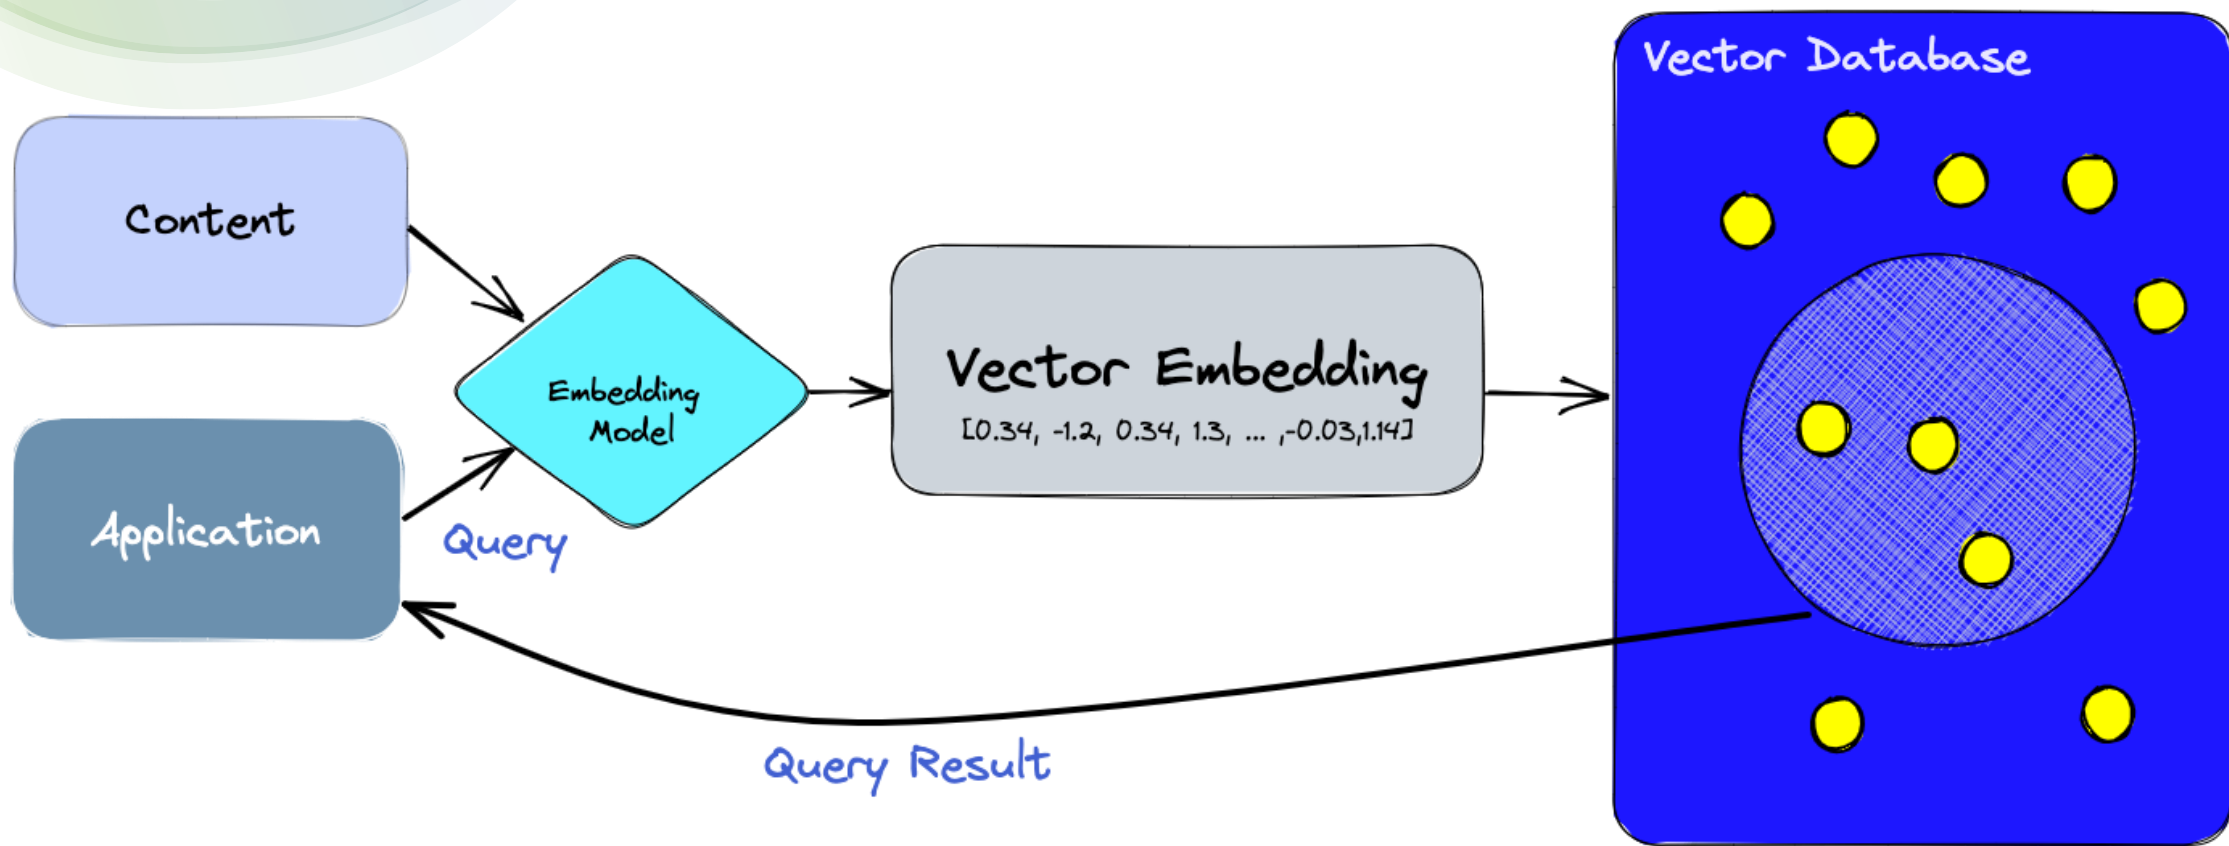 Vector Database
Content
Embedding
Model
Vector Embedding
[0.34, -1.2, 0.34, 1.3, ... ,-0.03,1.14]
Application
Query
Query Result